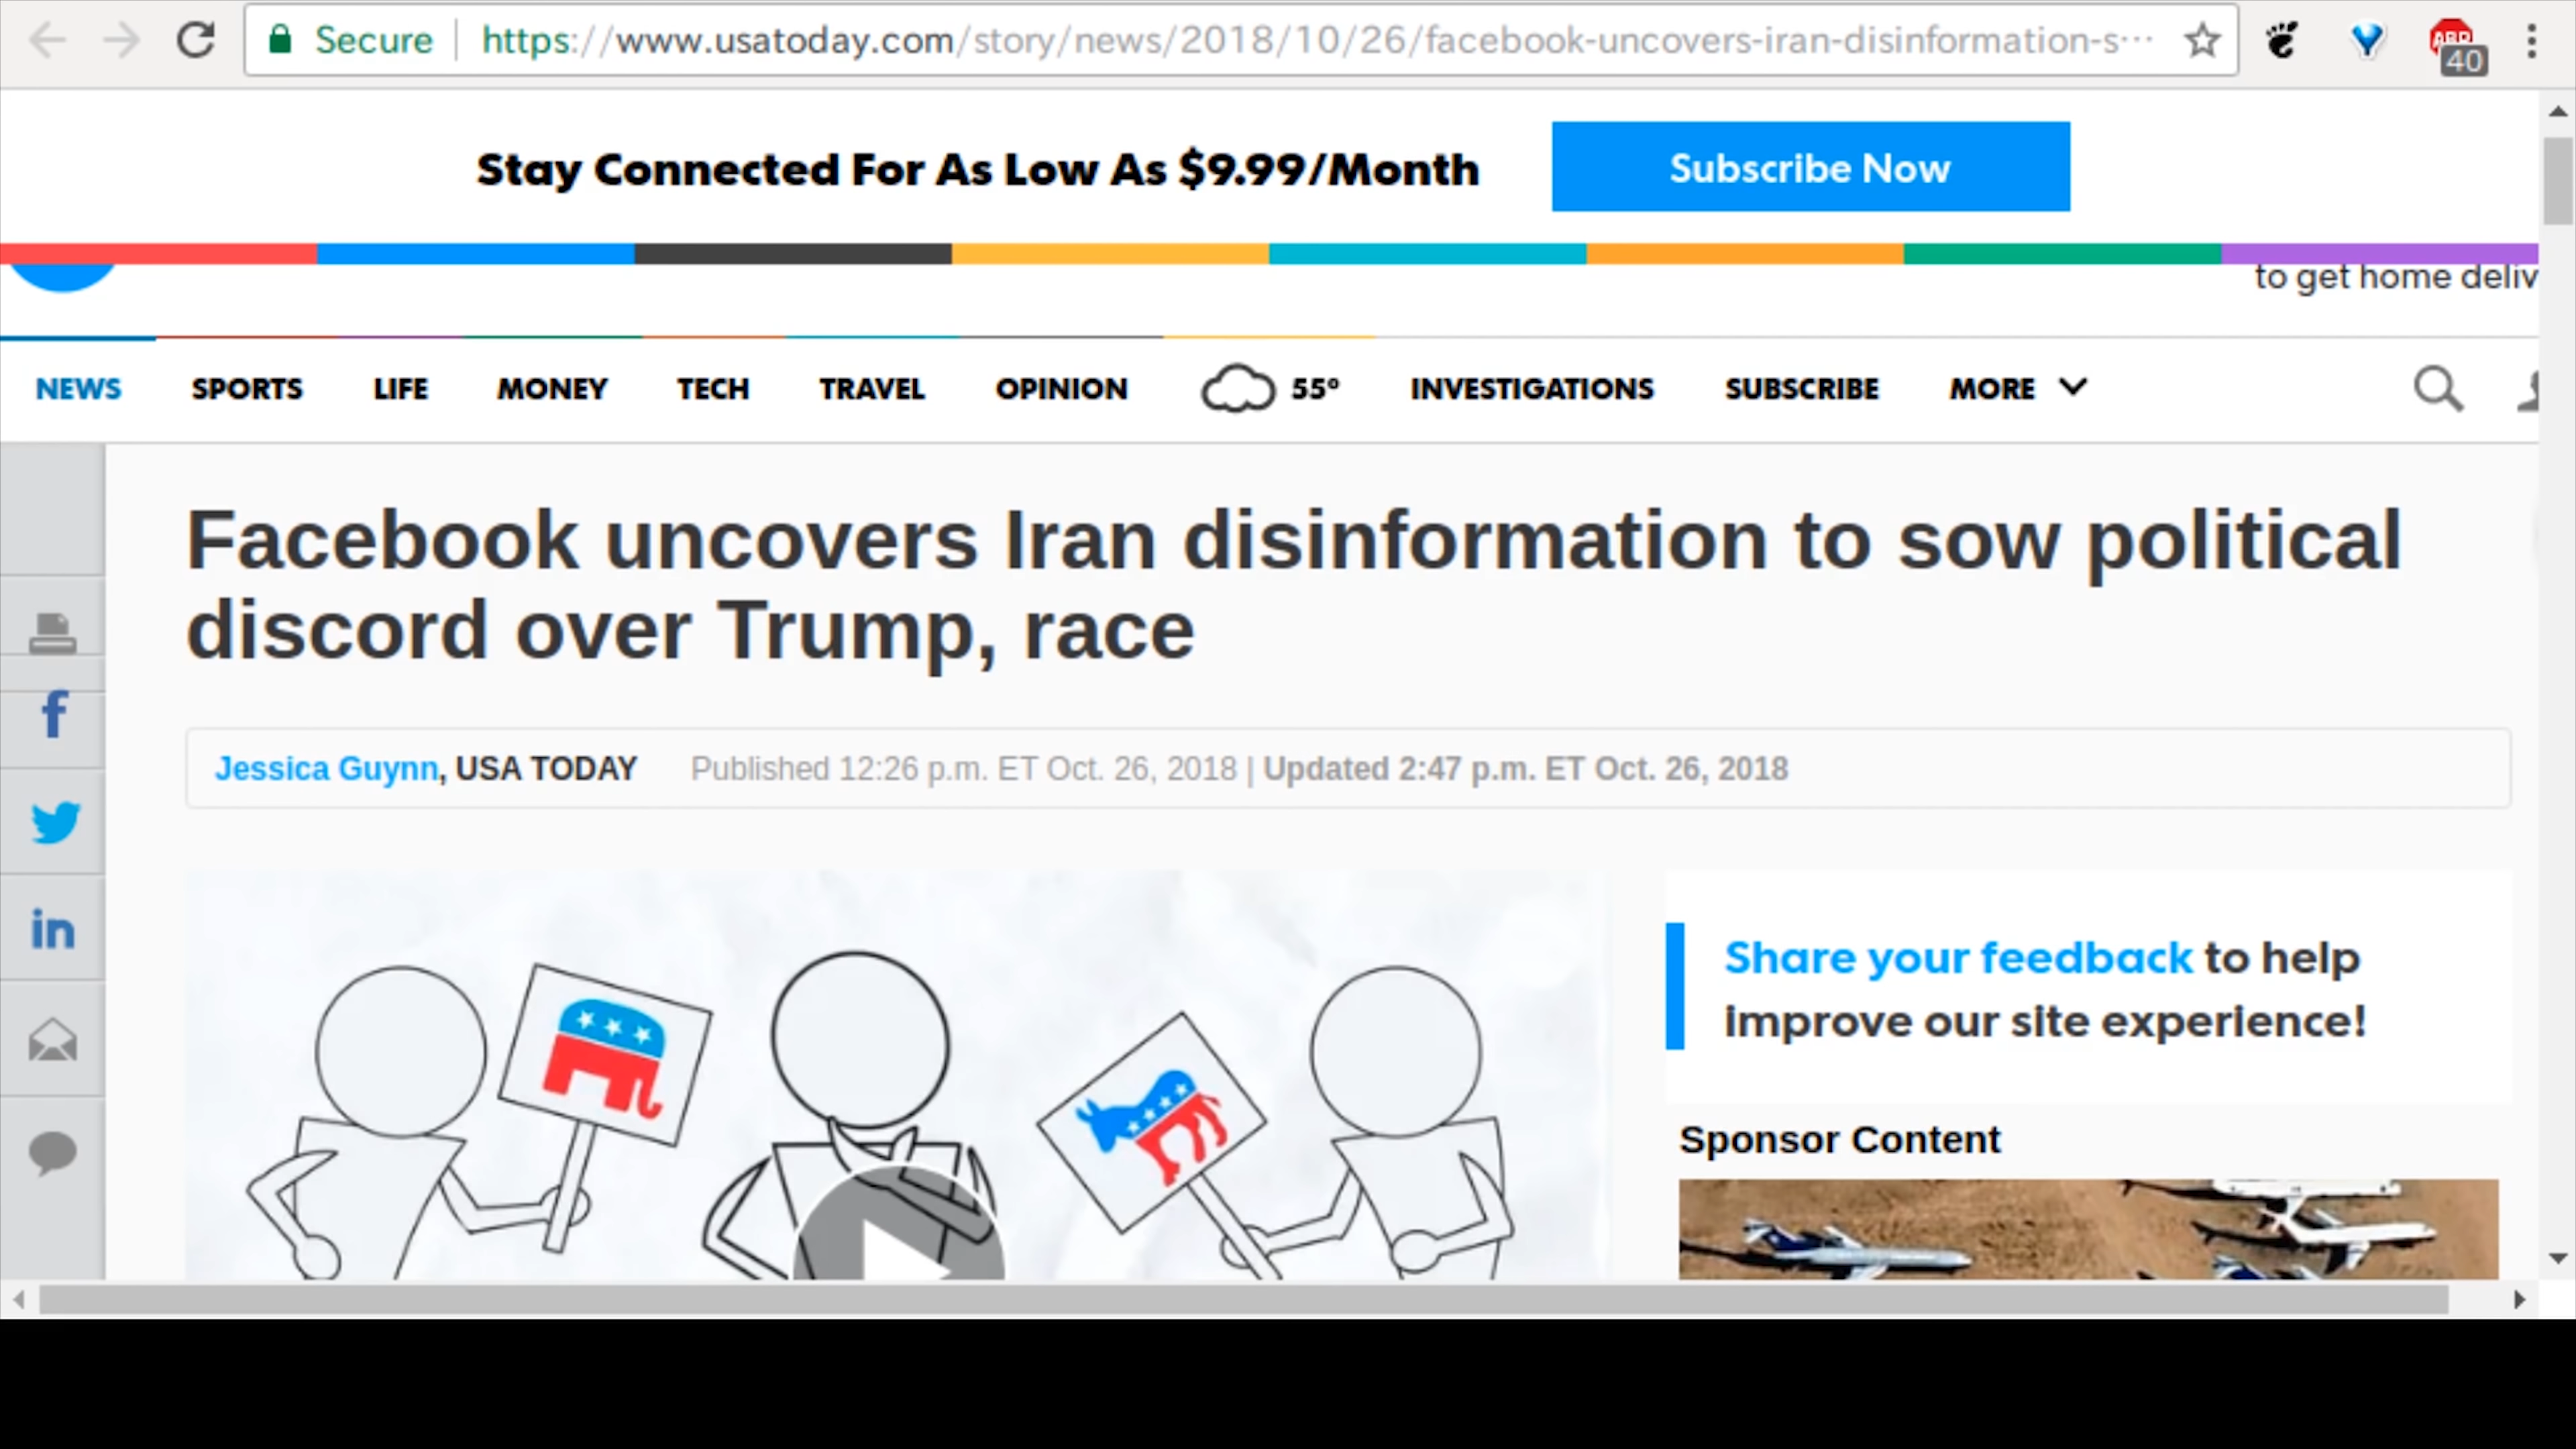 Secure https://www.usatoday.com/story/news/2018/10/26/facebook-uncovers-iran-disinformation-s…
40
Stay Connected For As Low As $9.99/Month Subscribe Now
to get home deliv
NEWS SPORTS LIFE MONEY TECH TRAVEL OPINION 55° INVESTIGATIONS SUBSCRIBE MORE
Facebook uncovers Iran disinformation to sow political
discord over Trump, race
Jessica Guynn, USA TODAY Published 12:26 p.m. ET Oct. 26, 2018 | Updated 2:47 p.m. ET Oct. 26, 2018
Share your feedback to help
improve our site experience!
Sponsor Content